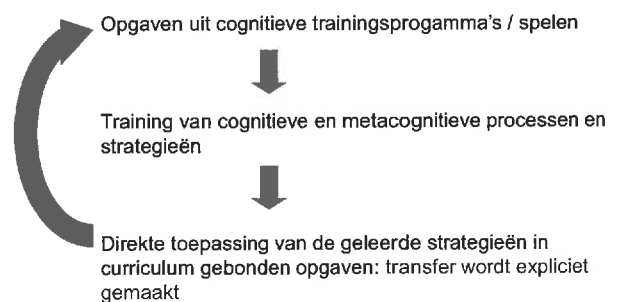 Opgaven uit cognitieve trainingsprogamma's / spelen
Training van cognitieve en metacognitieve processen en
strategieën
Direkte toepassing van de geleerde strategieën in
curriculum gebonden opgaven: transfer wordt expliciet
gemaakt